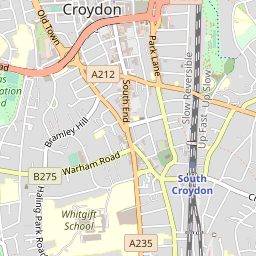 Croydon
Old Town
Park Lane
A212
South End
Slow Reversible
Up Fast
Up Slow
Bramley Hill
Warham Road
B275
South
Croydon
Haling Park Road
Whitgift
School
A235